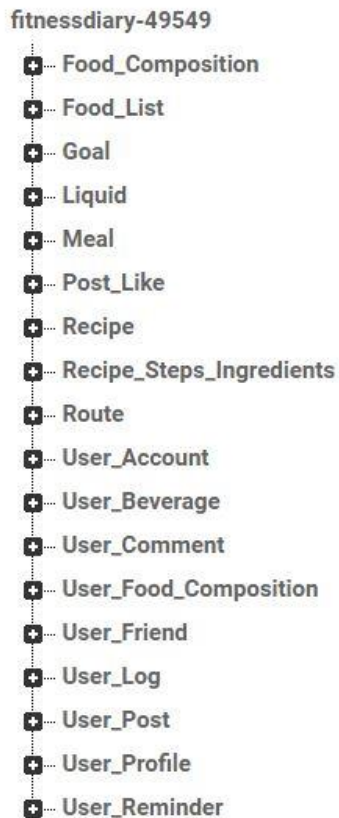 fitnessdiary-49549
Food_Composition
Food_List
Goal
Liquid
Meal
Post_Like
Recipe
Recipe_Steps_Ingredients
Route
User_Account
User_Beverage
User_Comment
User_Food_Composition
User_Friend
User_Log
User_Post
User_Profile
User_Reminder